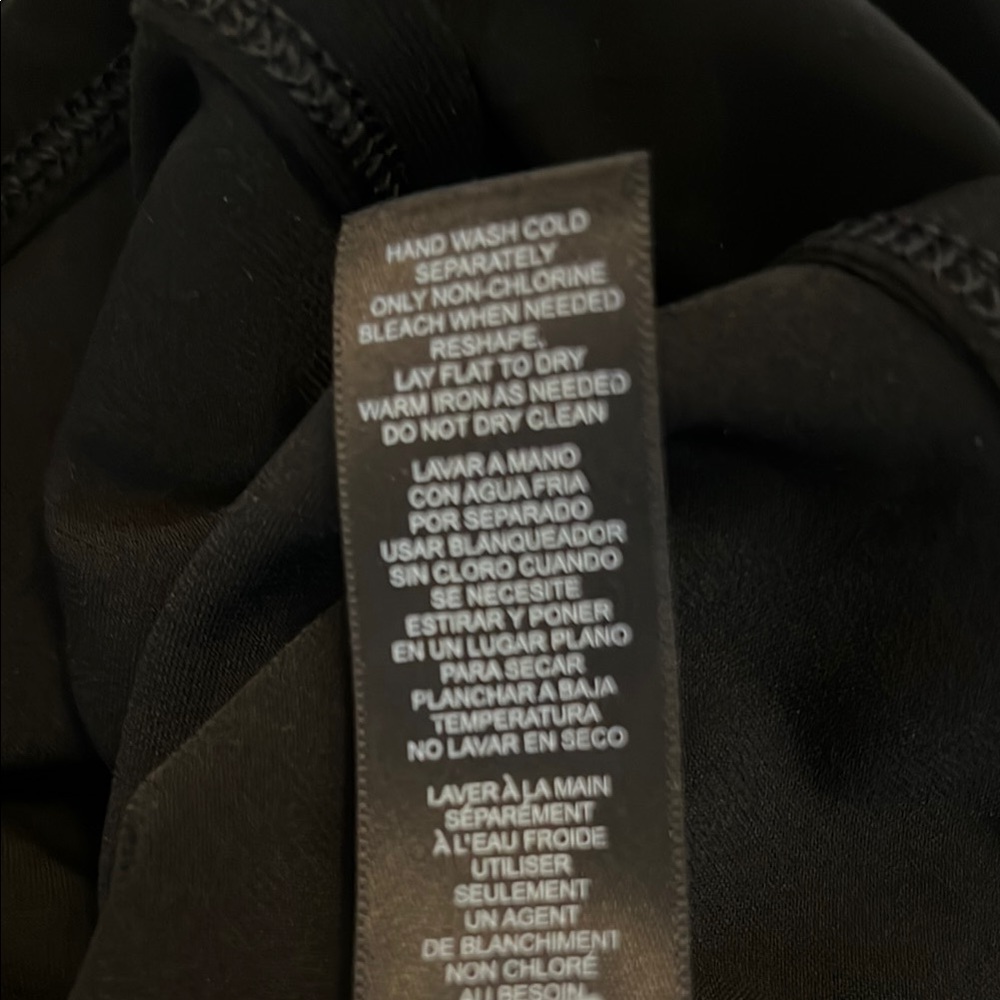 HAND WASH COLD
SEPARATELY
ONLY NON-CHLORINE
BLEACH WHEN NEEDED
RESHAPE,
LAY FLAT TO DRY
WARM IRON AS NEEDED
DO NOT DRY CLEAN
LAVAR A MANO
CON AGUA FRIA
POR SEPARADO
USAR BLANQUEADOR
SIN CLORO CUANDO
SE NECESITE
ESTIRAR Y PONER
EN UN LUGAR PLANO
PARA SECAR
PLANCHAR A BAJA
TEMPERATURA
NO LAVAR EN SECO
LAVER À LA MAIN
SÉPARÉMENT
À L'EAU FROIDE
UTILISER
SEULEMENT
UN AGENT
DE BLANCHIMENT
NON CHLORÉ
AU BESOIN